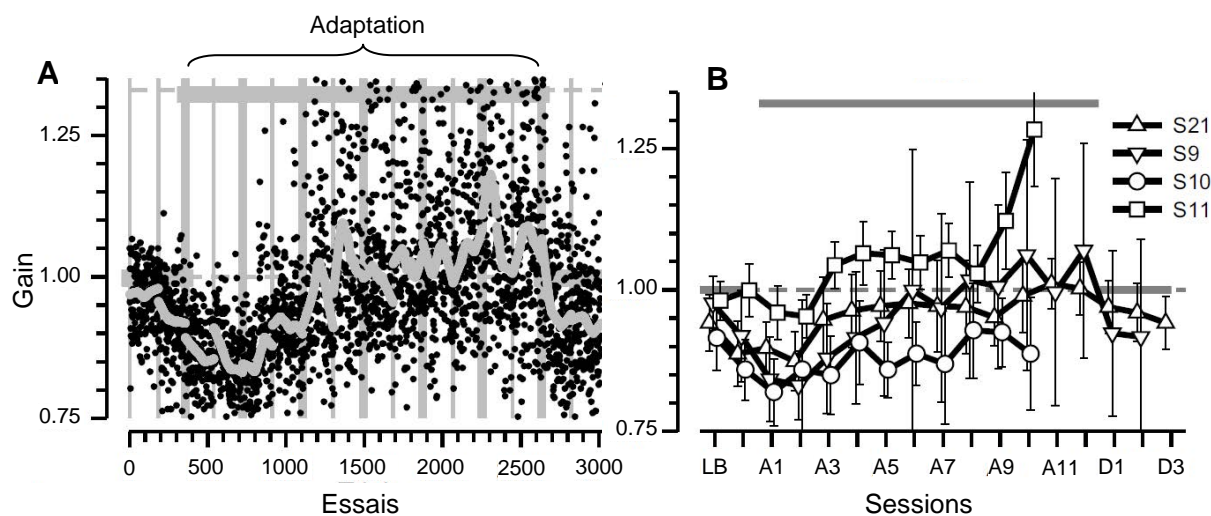 Adaptation
A
Gain
1.25
1.00
0.75
0
500
1000
1500
2000
2500
3000
Essais
B
S21
S9
S10
S11
1.25
1.00
0.75
LB
A1
A3
A5
A7
A9
A11
D1
D3
Sessions